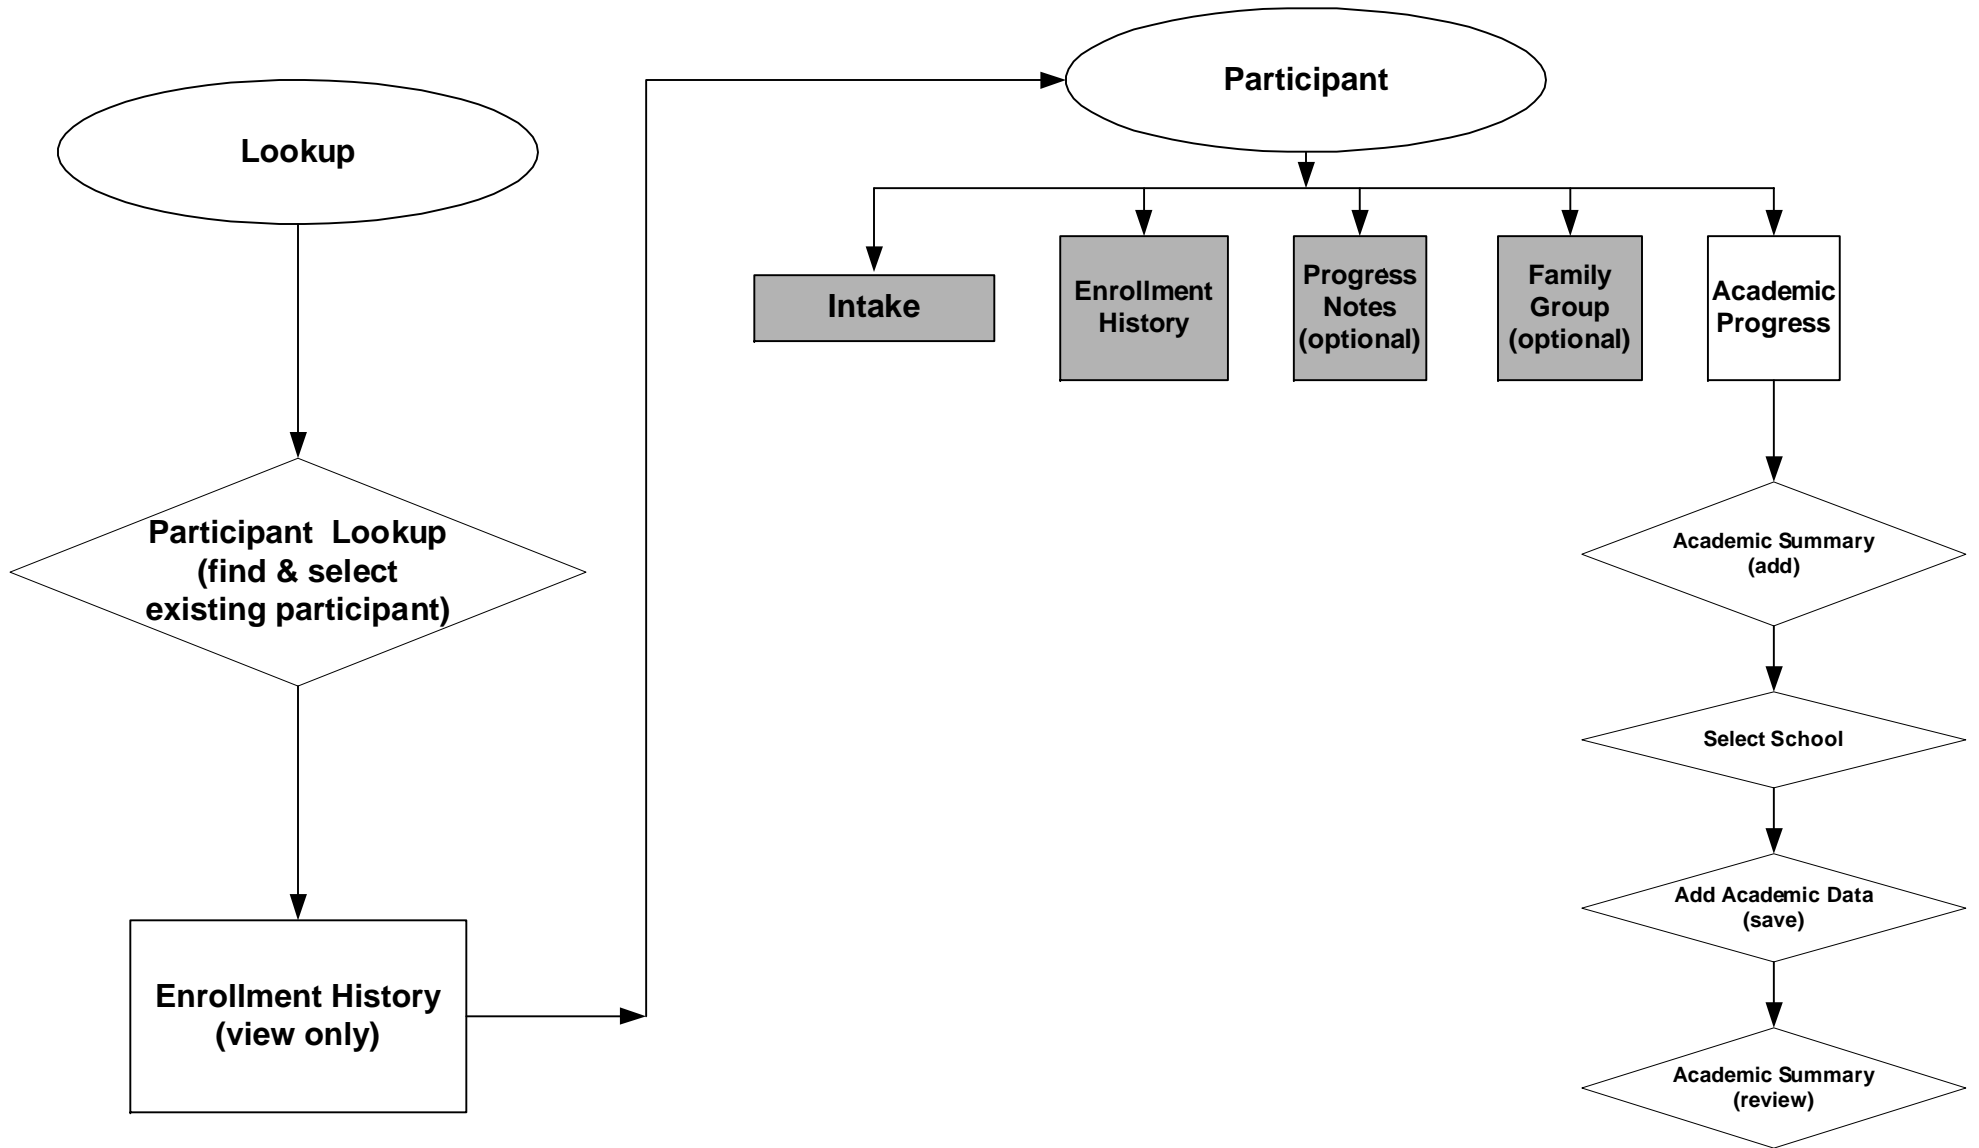 Lookup
Participant Lookup
(find & select
existing participant)
Enrollment History
(view only)
Participant
Intake
Enrollment
History
Progress
Notes
(optional)
Family
Group
(optional)
Academic
Progress
Academic Summary
(add)
Select School
Add Academic Data
(save)
Academic Summary
(review)